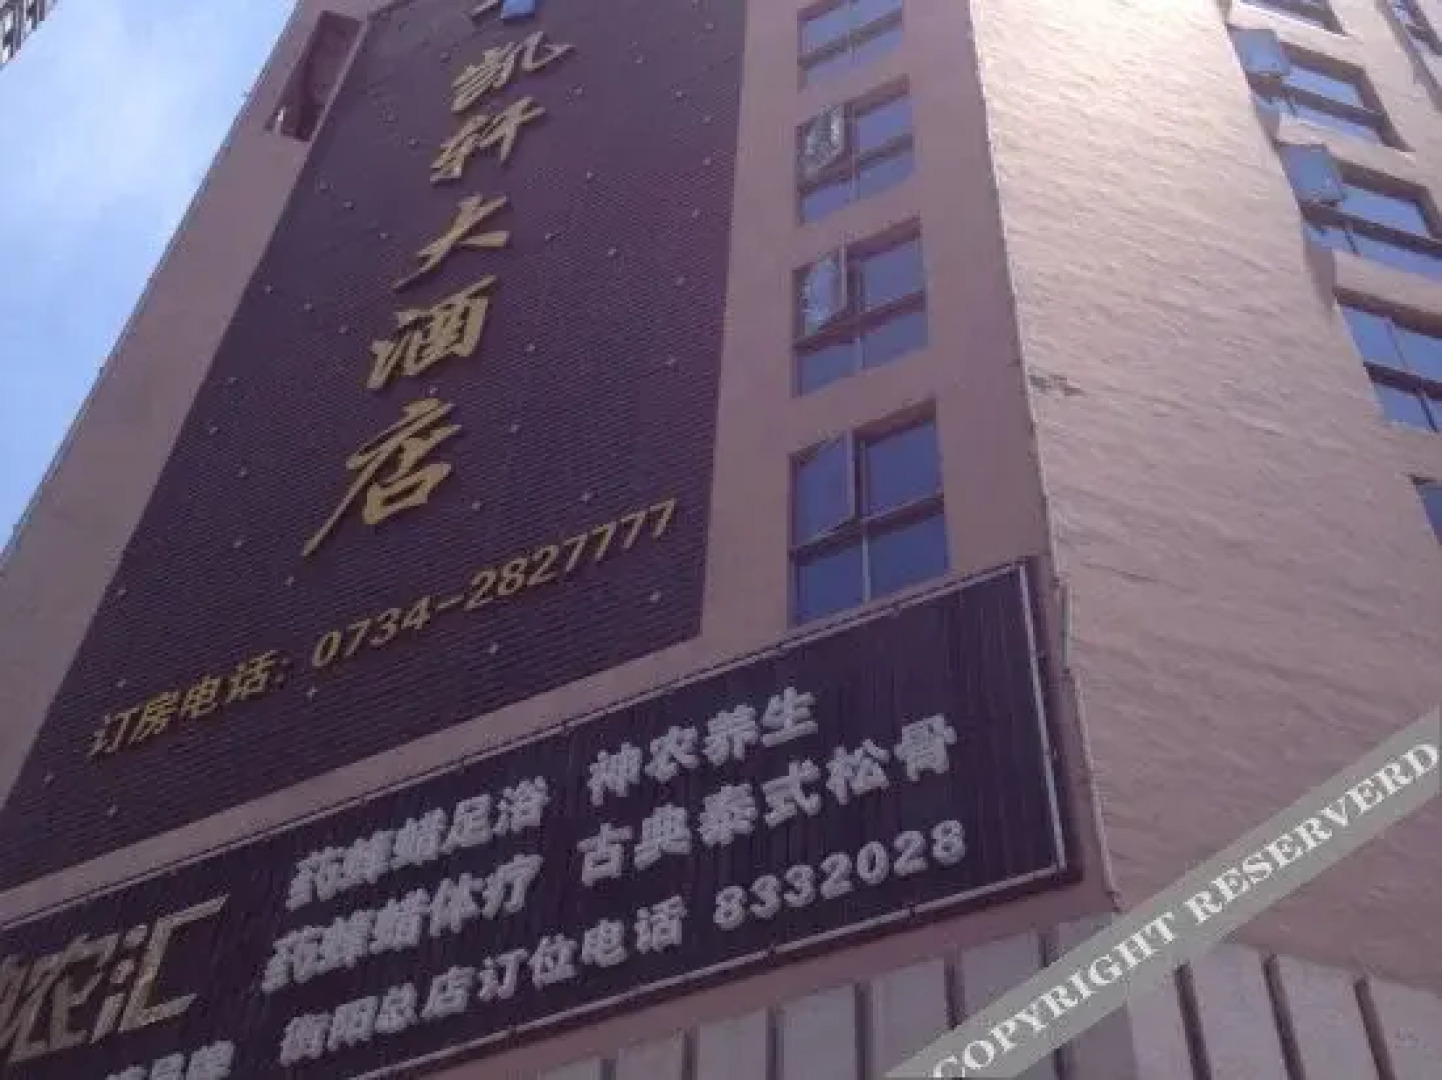 凯轩大酒店
订房电话: 0734-2827777
农汇
药蜂蜡足浴 神农养生
药蜂蜡体疗 古典泰式松骨
衡阳总店订位电话 8332028
COPYRIGHT RESERVERD